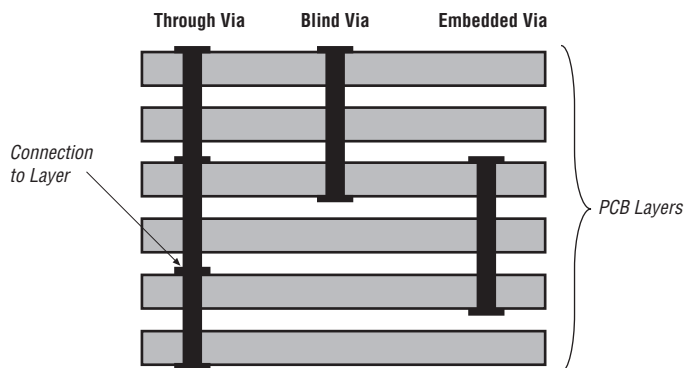 Through Via
Blind Via
Embedded Via
Connection
to Layer
PCB Layers